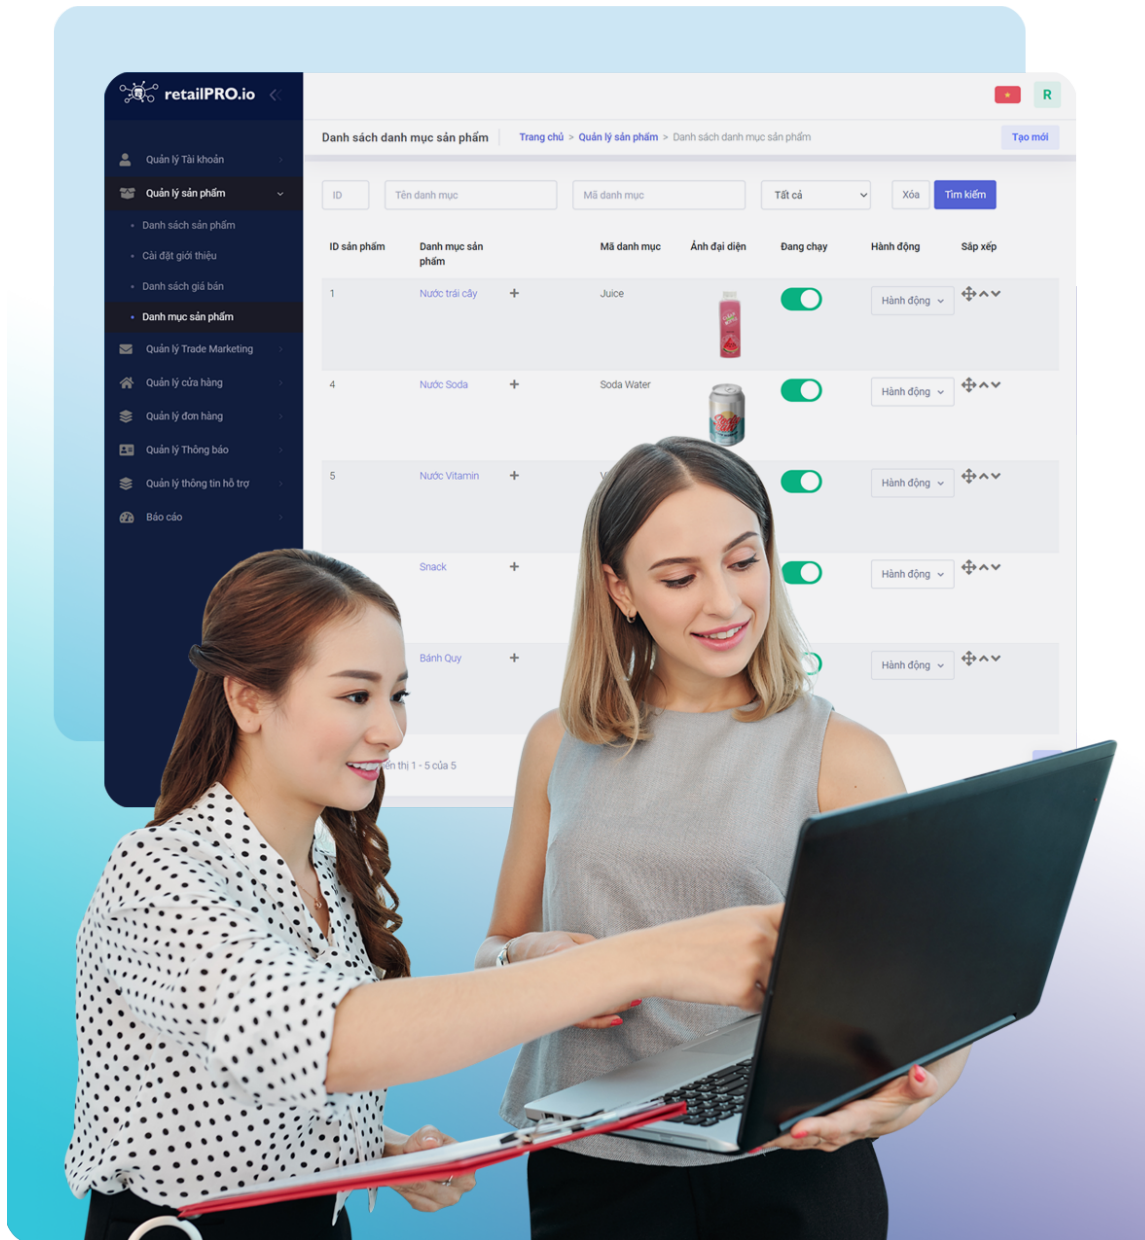 retailPRO.io
R
Danh sách danh mục sản phẩm
Trang chủ > Quản lý sản phẩm > Danh sách danh mục sản phẩm
Tạo mới
Quản lý Tài khoản
Quản lý sản phẩm
Danh sách sản phẩm
Cài đặt giới thiệu
Danh sách giá bán
Danh mục sản phẩm
Quản lý Trade Marketing
Quản lý cửa hàng
Quản lý đơn hàng
Quản lý Thông báo
Quản lý thông tin hỗ trợ
Báo cáo
ID
Tên danh mục
Mã danh mục
Tất cả
Xóa
Tìm kiếm
ID sản phẩm
Danh mục sản
phẩm
Mã danh mục
Ảnh đại diện
Đang chạy
Hành động
Sắp xếp
1
Nước trái cây
Juice
Hành động
4
Nước Soda
Soda Water
Hành động
5
Nước Vitamin
Hành động
Snack
Hành động
Bánh Quy
Hành động
thị 1 - 5 của 5